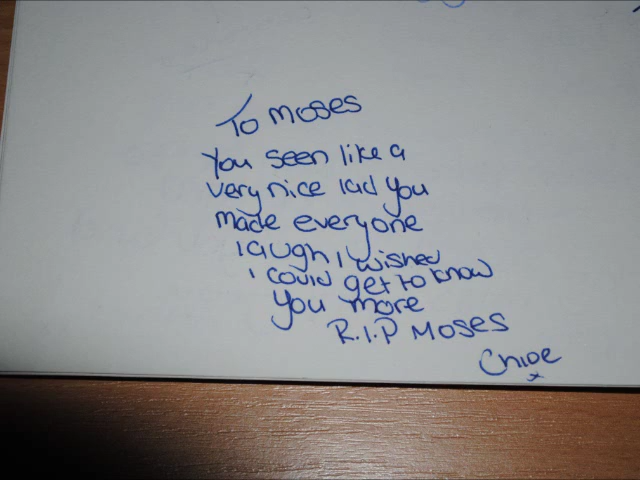 To Moses
You seen like a
very nice lad you
made everyone
laugh I wished
I could get to know
you more
R.I.P Moses
Chloe
x